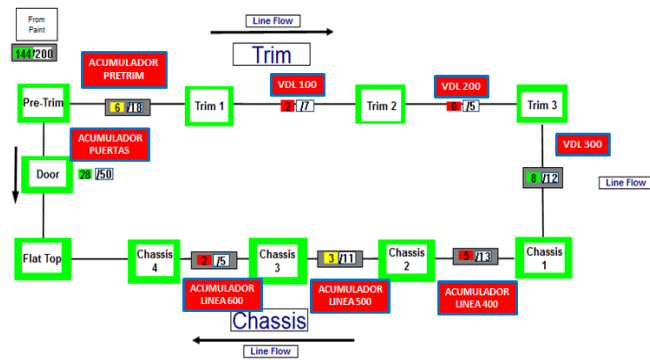 From
Paint
144/200
Line Flow
Trim
ACUMULADOR
PRETRIM
VDL 100
VDL 200
Pre-Trim
6 /18
Trim 1
2 /7
Trim 2
0 /5
Trim 3
ACUMULADOR
PUERTAS
VDL 300
Door
28 /50
8 /12
Line Flow
Flat Top
Chassis
4
2 /5
Chassis
3
3 /11
Chassis
2
5 /13
Chassis
1
ACUMULADOR
LINEA 600
ACUMULADOR
LINEA 500
ACUMULADOR
LINEA 400
Chassis
Line Flow